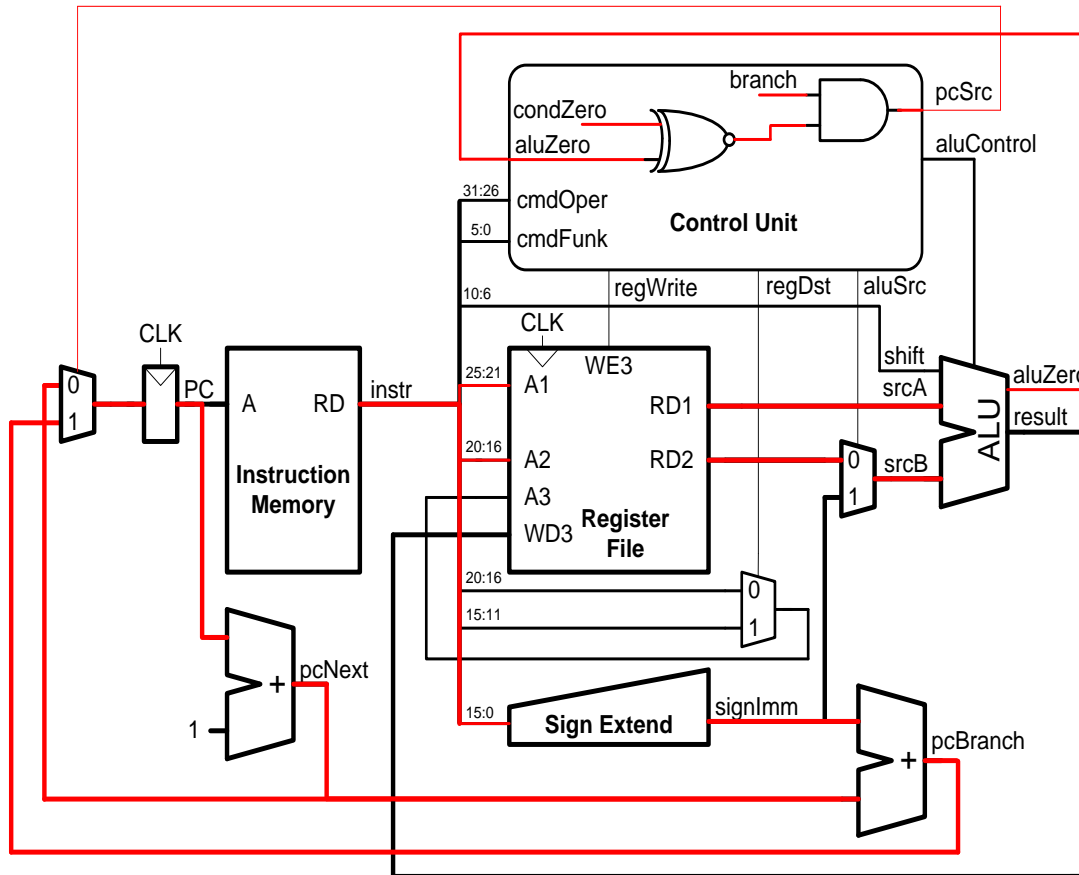 branch
pcSrc
condZero
aluZero
aluControl
31:26
cmdOper
5:0
cmdFunk
Control Unit
regWrite
regDst
aluSrc
10:6
CLK
CLK
WE3
shift
0
1
PC
A
RD
instr
25:21
A1
RD1
srcA
aluZero
result
ALU
Instruction
Memory
20:16
A2
RD2
0
1
srcB
A3
WD3
Register
File
20:16
15:11
0
1
pcNext
+
1
15:0
Sign Extend
signImm
pcBranch
+